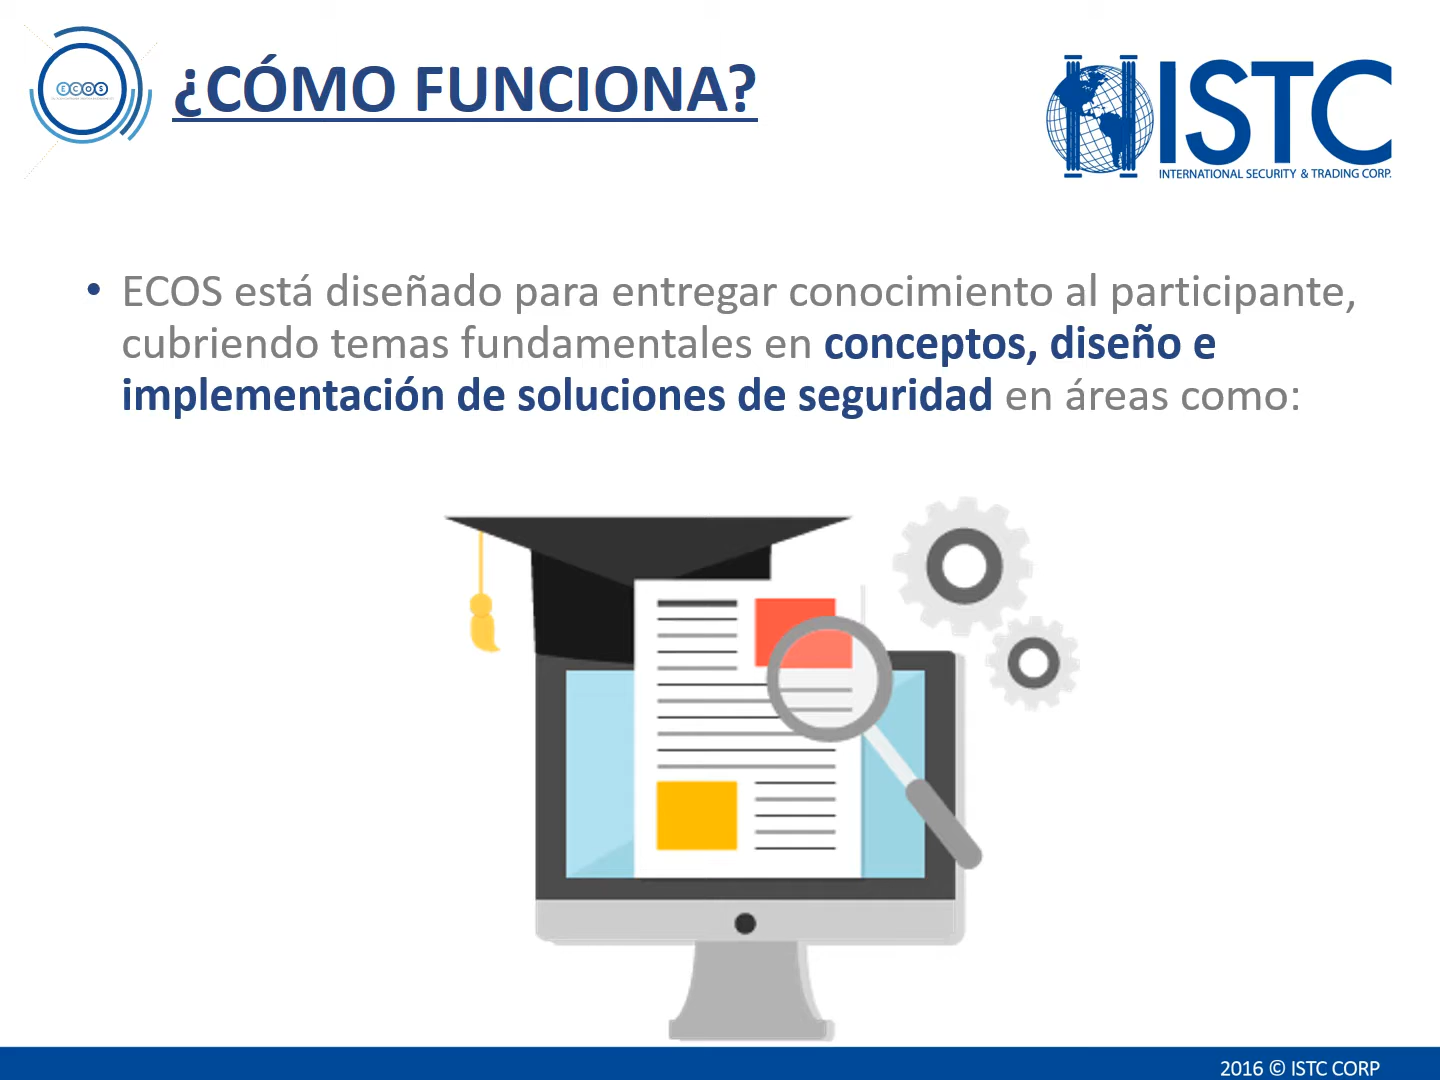 ECOS
¿CÓMO FUNCIONA?
ISTC
INTERNATIONAL SECURITY & TRADING CORP.
• ECOS está diseñado para entregar conocimiento al participante,
cubriendo temas fundamentales en conceptos, diseño e
implementación de soluciones de seguridad en áreas como:
2016 © ISTC CORP